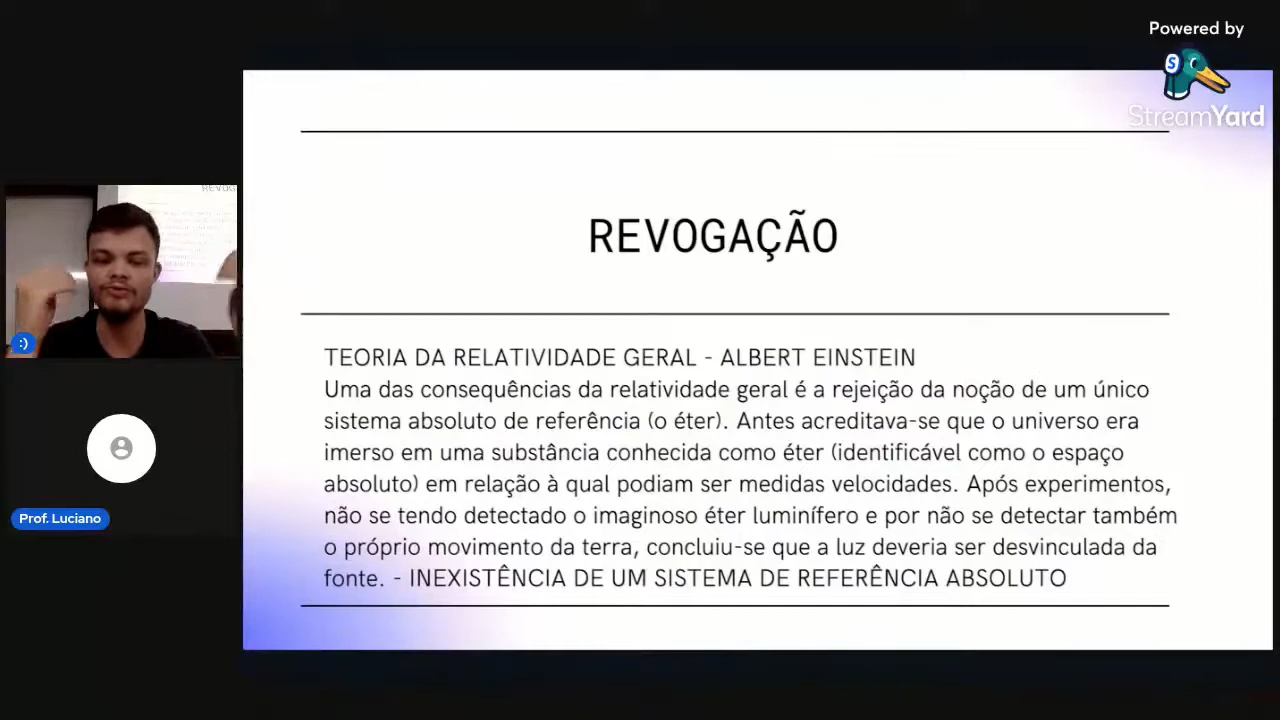 Powered by
StreamYard
REVOG
:)
Prof. Luciano
REVOGAÇÃO
TEORIA DA RELATIVIDADE GERAL - ALBERT EINSTEIN
Uma das consequências da relatividade geral é a rejeição da noção de um único
sistema absoluto de referência (o éter). Antes acreditava-se que o universo era
imerso em uma substância conhecida como éter (identificável como o espaço
absoluto) em relação à qual podiam ser medidas velocidades. Após experimentos,
não se tendo detectado o imaginoso éter luminífero e por não se detectar também
o próprio movimento da terra, concluiu-se que a luz deveria ser desvinculada da
fonte. - INEXISTÊNCIA DE UM SISTEMA DE REFERÊNCIA ABSOLUTO